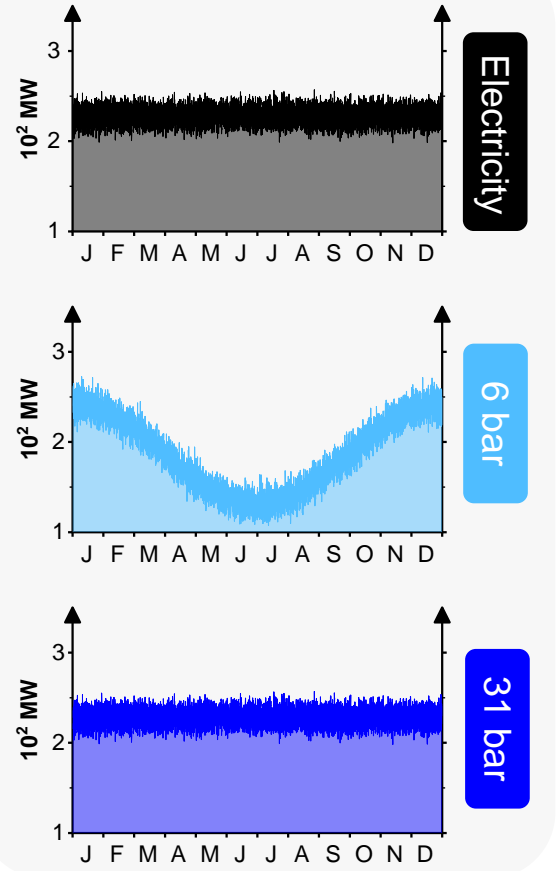 3
2
1
10² MW
J F M A M J J A S O N D
Electricity
3
2
1
10² MW
J F M A M J J A S O N D
6 bar
3
2
1
10² MW
J F M A M J J A S O N D
31 bar